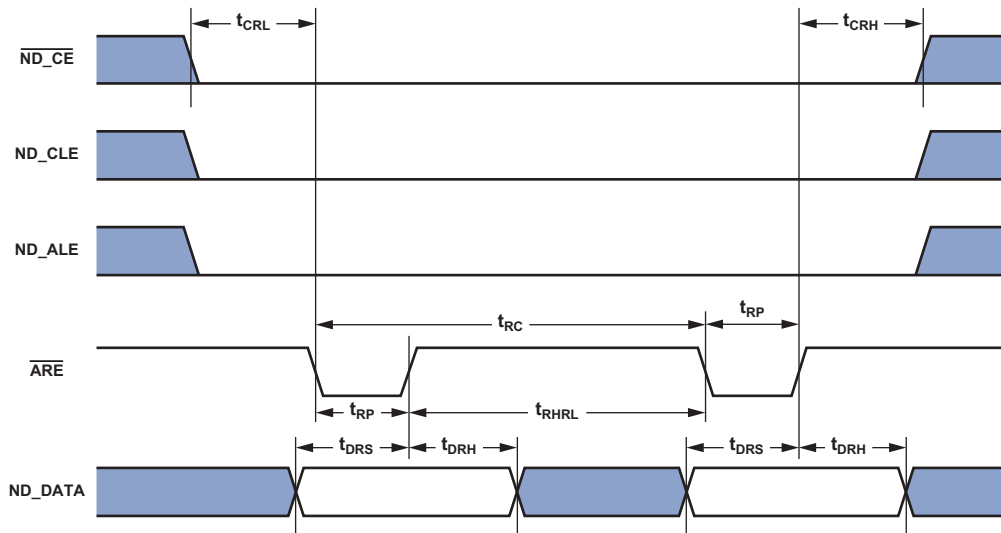 tCRL
tCRH
ND_CE
ND_CLE
ND_ALE
tRC
tRP
ARE
tRP
tRHRL
tDRS
tDRH
tDRS
tDRH
ND_DATA